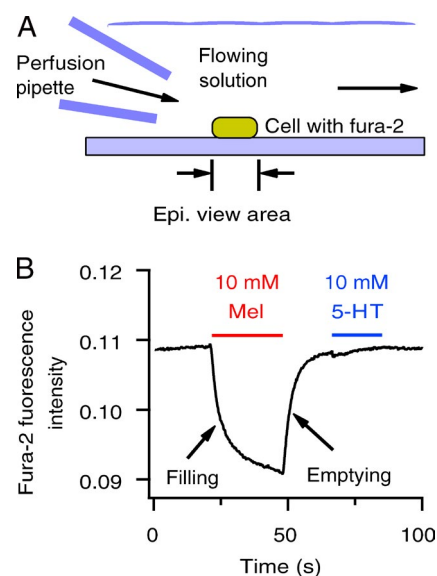 A
Perfusion
pipette
Flowing
solution
Cell with fura-2
Epi. view area
B
Fura-2 fuorescence
intensity
0.12
0.11
0.10
0.09
10 mM
Mel
10 mM
5-HT
Filling
Emptying
0
50
100
Time (s)